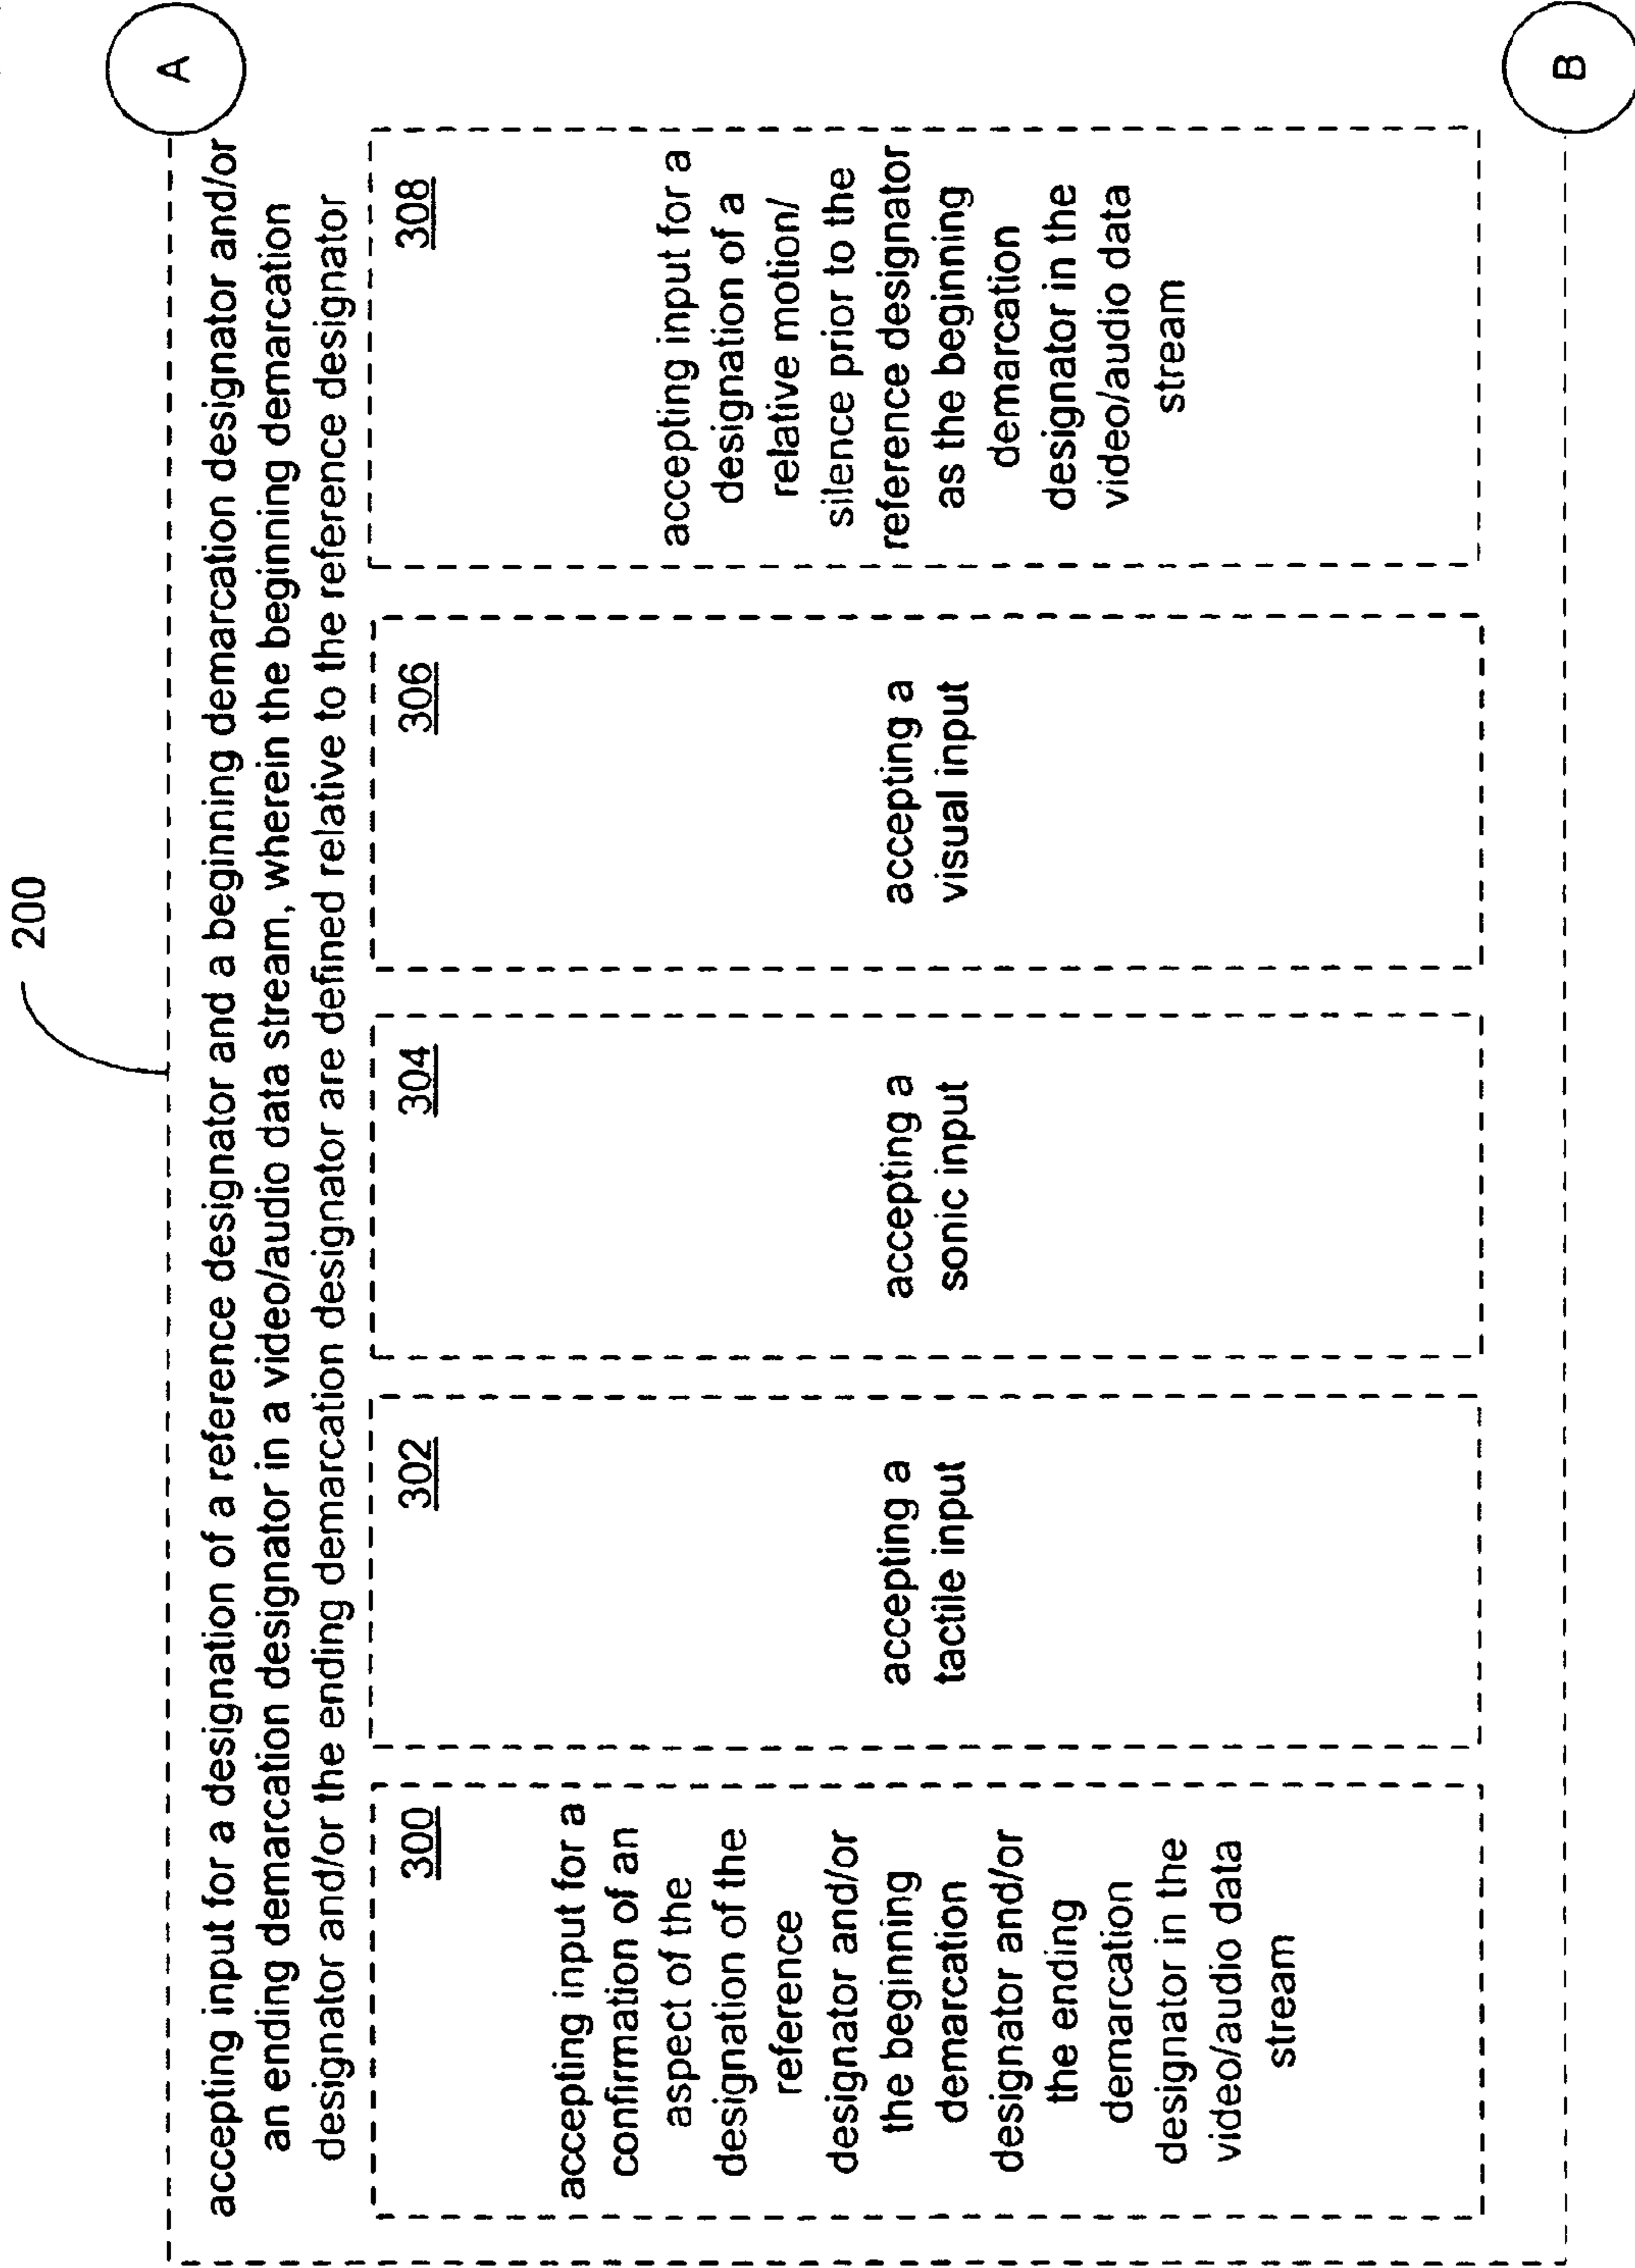 200
A
accepting input for a designation of a reference designator and a beginning demarcation designator and/or
an ending demarcation designator in a video/audio data stream, wherein the beginning demarcation
designator and/or the ending demarcation designator are defined relative to the reference designator
300
accepting input for a
confirmation of an
aspect of the
designation of the
reference
designator and/or
the beginning
demarcation
designator and/or
the ending
demarcation
designator in the
video/audio data
stream
302
accepting a
tactile input
304
accepting a
sonic input
306
accepting a
visual input
308
accepting input for a
designation of a
relative motion/
silence prior to the
reference designator
as the beginning
demarcation
designator in the
video/audio data
stream
B